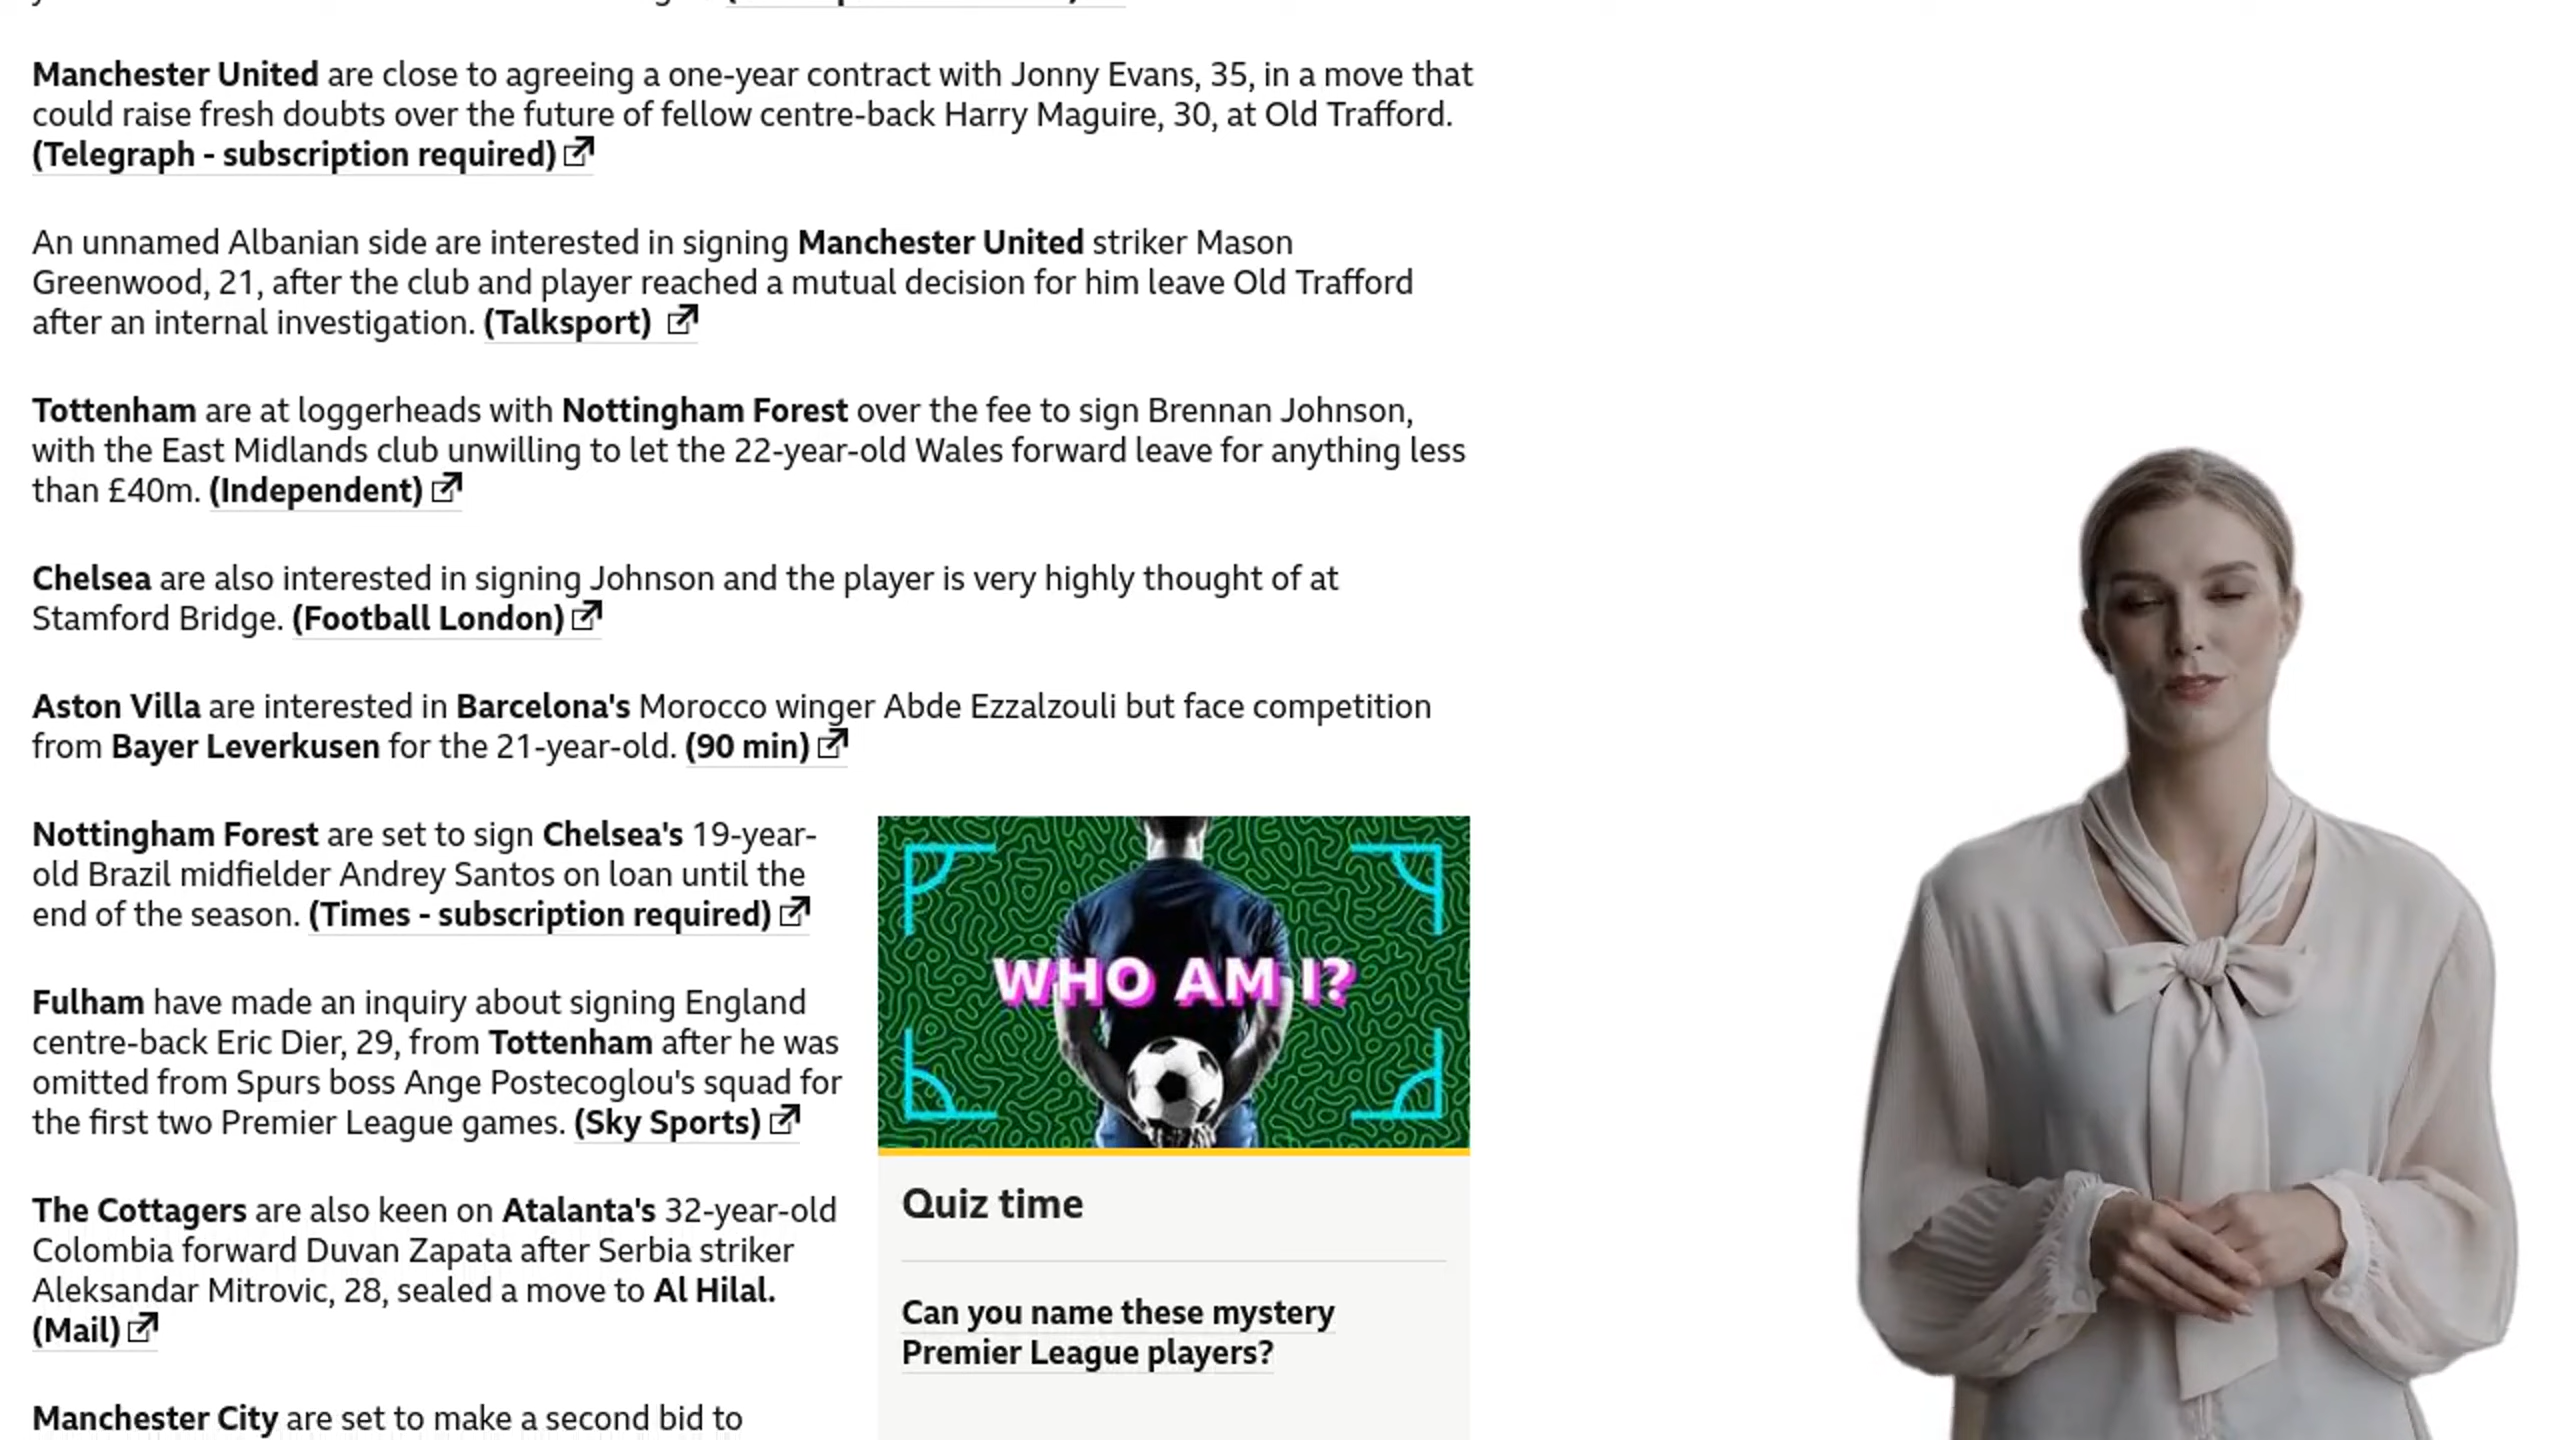 Manchester United are close to agreeing a one-year contract with Jonny Evans, 35, in a move that
could raise fresh doubts over the future of fellow centre-back Harry Maguire, 30, at Old Trafford.
(Telegraph - subscription required)
An unnamed Albanian side are interested in signing Manchester United striker Mason
Greenwood, 21, after the club and player reached a mutual decision for him leave Old Trafford
after an internal investigation. (Talksport)
Tottenham are at loggerheads with Nottingham Forest over the fee to sign Brennan Johnson,
with the East Midlands club unwilling to let the 22-year-old Wales forward leave for anything less
than £40m. (Independent)
Chelsea are also interested in signing Johnson and the player is very highly thought of at
Stamford Bridge. (Football London)
Aston Villa are interested in Barcelona's Morocco winger Abde Ezzalzouli but face competition
from Bayer Leverkusen for the 21-year-old. (90 min)
Nottingham Forest are set to sign Chelsea's 19-year-
old Brazil midfielder Andrey Santos on loan until the
end of the season. (Times - subscription required)
Fulham have made an inquiry about signing England
centre-back Eric Dier, 29, from Tottenham after he was
omitted from Spurs boss Ange Postecoglou's squad for
the first two Premier League games. (Sky Sports)
The Cottagers are also keen on Atalanta's 32-year-old
Colombia forward Duvan Zapata after Serbia striker
Aleksandar Mitrovic, 28, sealed a move to Al Hilal.
(Mail)
Manchester City are set to make a second bid to
WHO AM I?
Quiz time
Can you name these mystery
Premier League players?